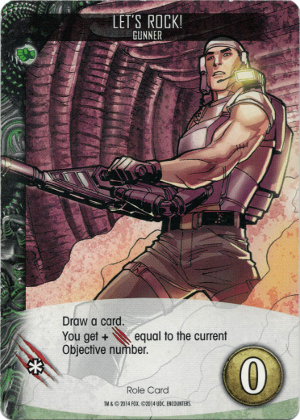 LET'S ROCK!
GUNNER
Draw a card.
You get + equal to the current
Objective number.
*
0
Role Card
TM & © 2014 FOX. ©2014 UDC. ENCOUNTERS